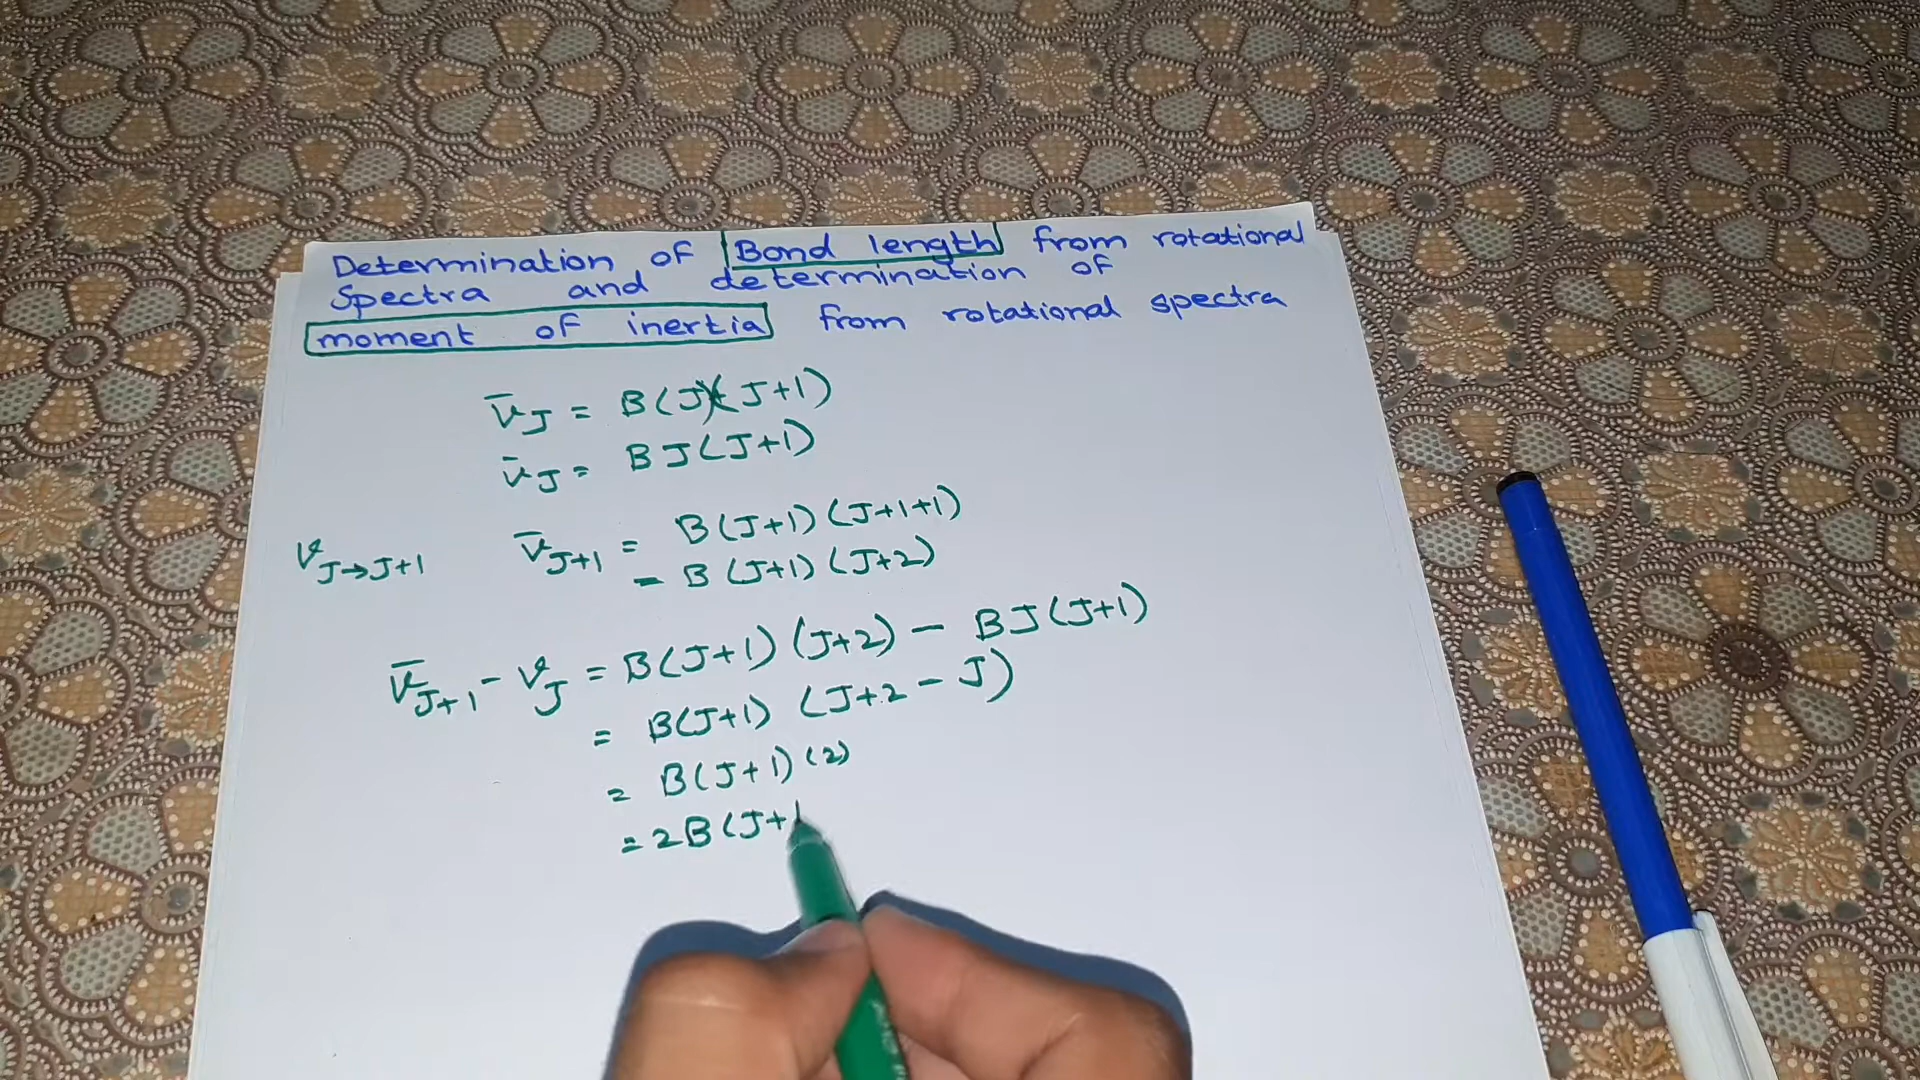 Determination of Bond length from rotational
Spectra and determination of
moment of inertia from rotational spectra
ν̄J = B(J)(J+1)
ν̄J = BJ(J+1)
νJ→J+1 ν̄J+1 = B(J+1)(J+1+1)
= B(J+1)(J+2)
ν̄J+1 - νJ = B(J+1)(J+2) - BJ(J+1)
= B(J+1)(J+2-J)
= B(J+1)(2)
= 2B(J+1